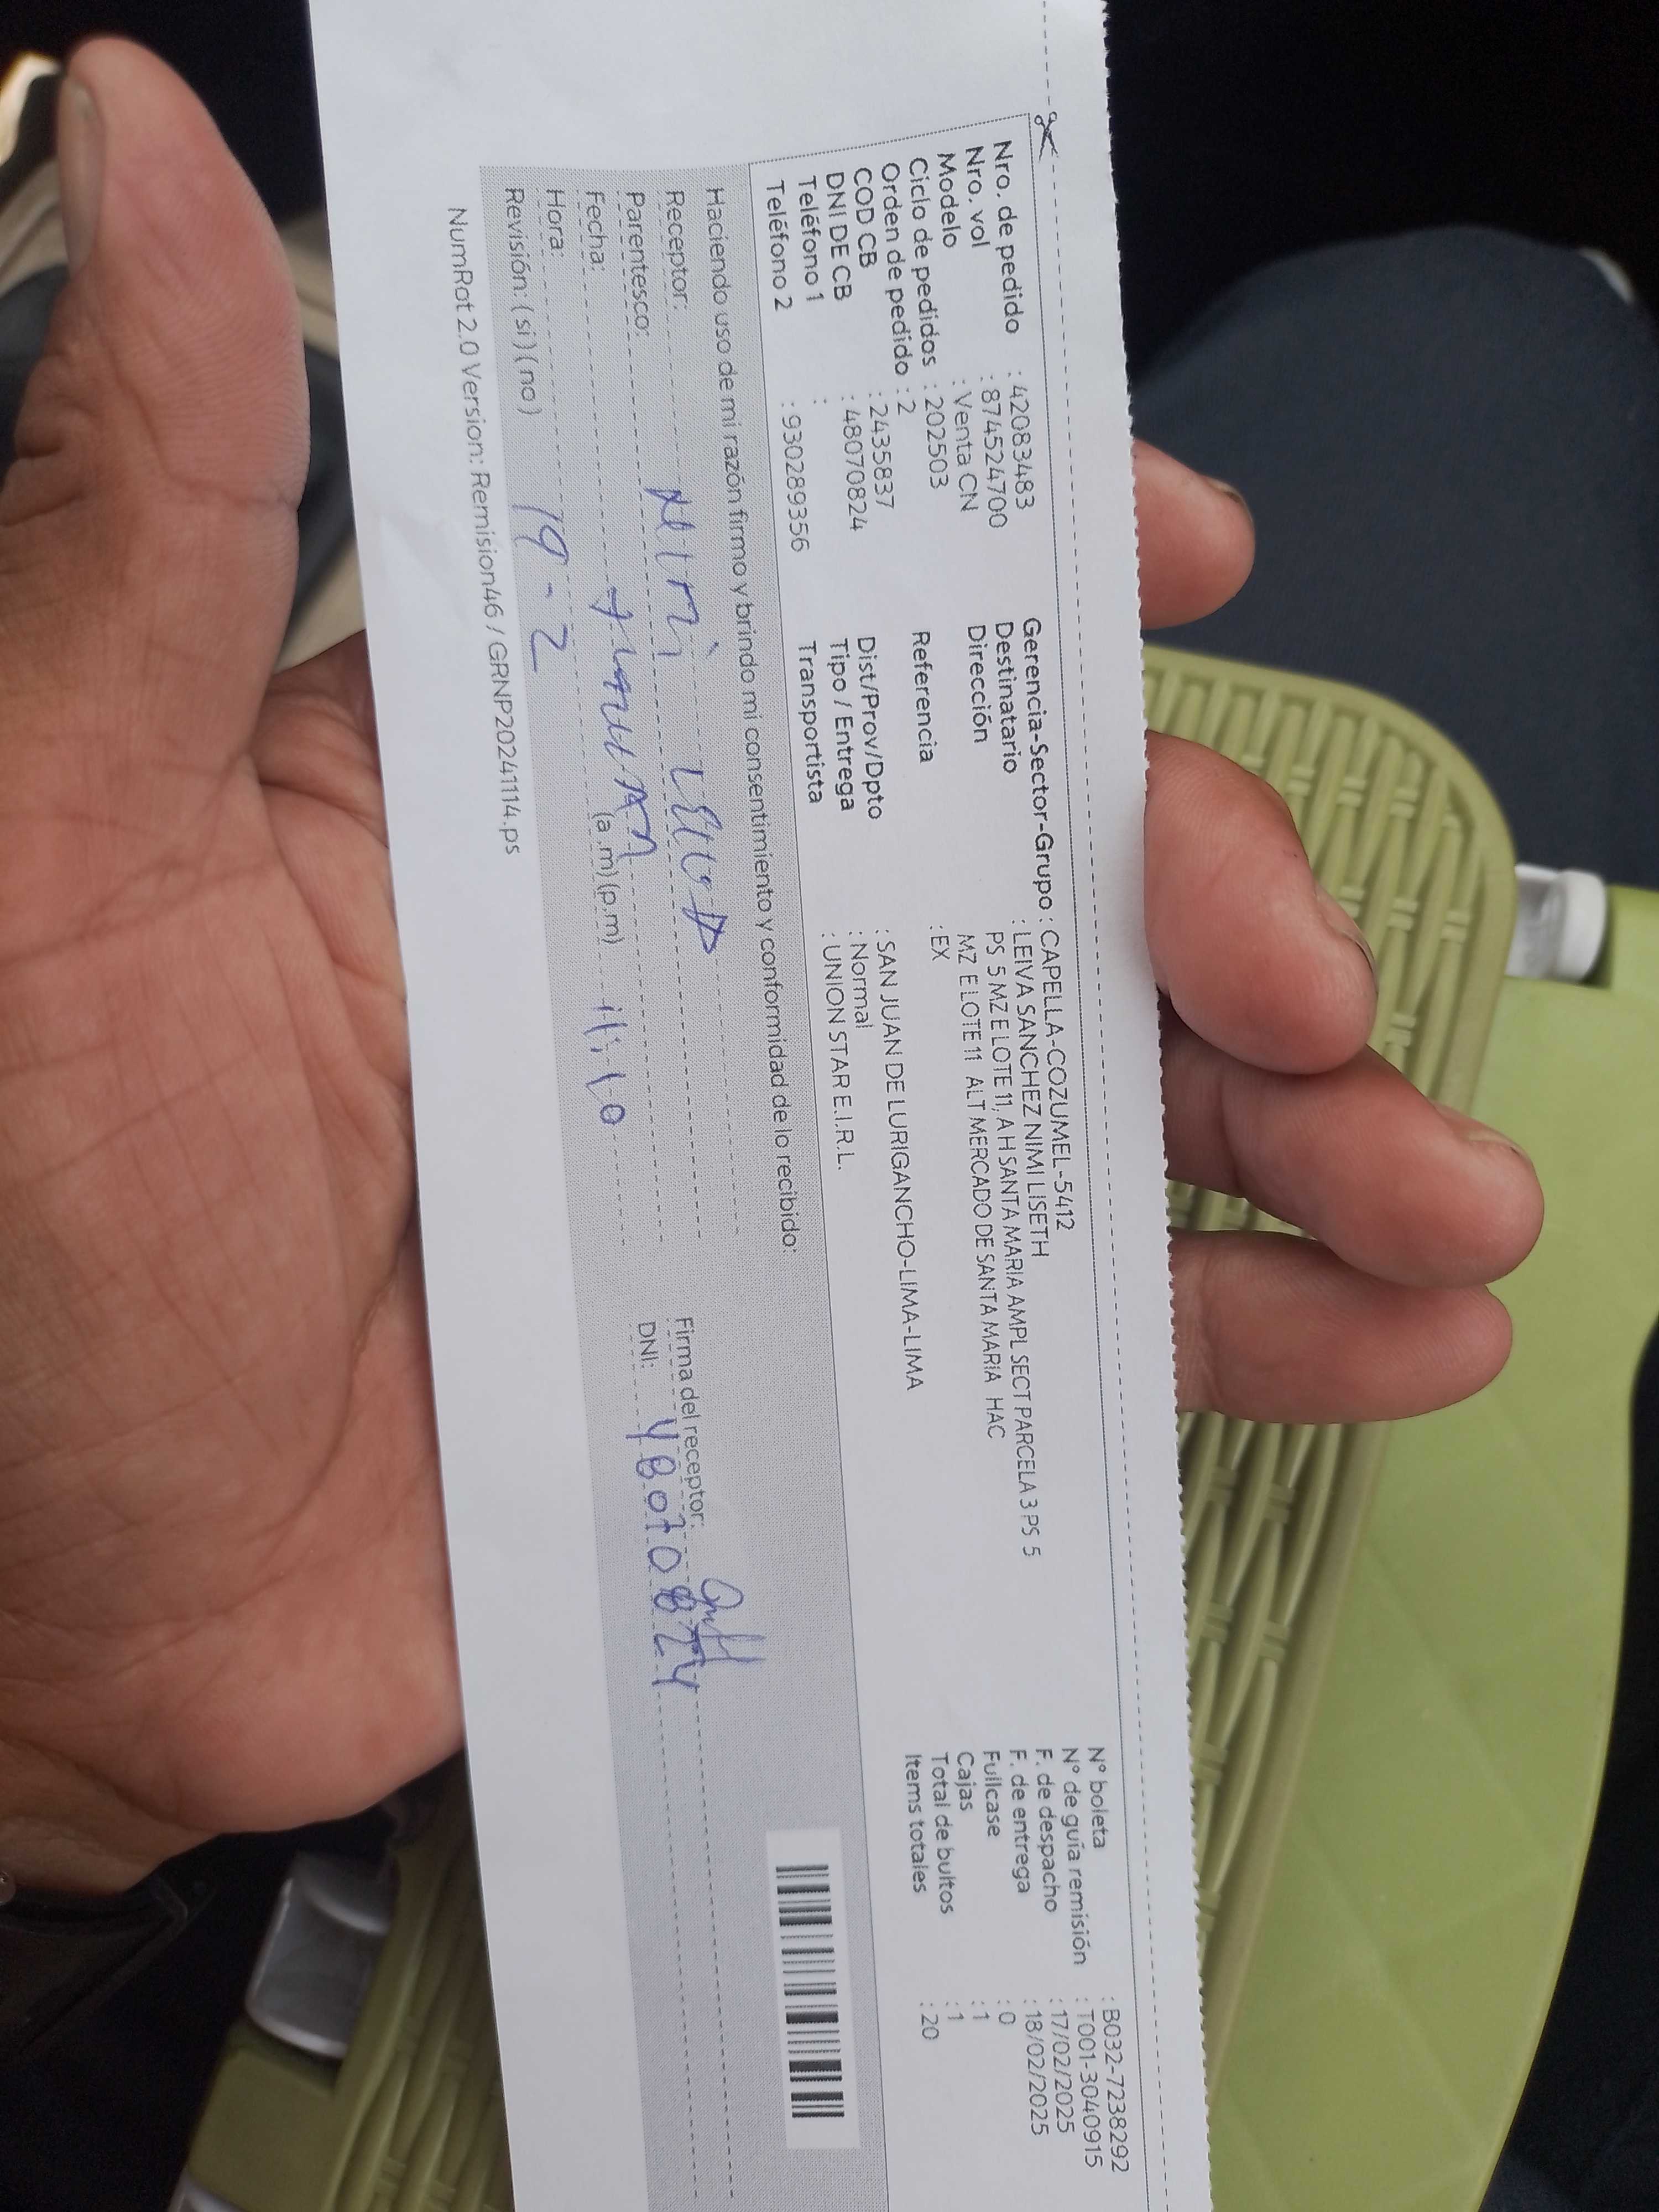 Nro. de pedido : 42083483
Nro. vol : 874524700
Modelo : Venta CN
Ciclo de pedidos : 202503
Orden de pedido : 2
COD CB : 2435837
DNI DE CB : 48070824
Teléfono 1 :
Teléfono 2 : 930289356
Gerencia-Sector-Grupo : CAPELLA-COZUMEL-5412
Destinatario : LEIVA SANCHEZ NIMI LISETH
Dirección PS 5 MZ E LOTE 11, A H SANTA MARIA AMPL SECT PARCELA 3 PS 5
MZ E LOTE 11 ALT MERCADO DE SANTA MARIA HAC
Referencia : EX
Dist/Prov/Dpto : SAN JUAN DE LURIGANCHO-LIMA-LIMA
Tipo / Entrega : Normal
Transportista : UNION STAR E.I.R.L.
N° boleta : B032-7238292
N° de guía remisión : T001-3040915
F. de despacho : 17/02/2025
F. de entrega : 18/02/2025
Fullcase : 0
Cajas : 1
Total de bultos : 1
Items totales : 20
Haciendo uso de mi razón firmo y brindo mi consentimiento y conformidad de lo recibido:
Receptor: Nimi
Parentesco:
Fecha: 19-2
Hora: (a.m) (p.m) 11:10
Revisión: (si) (no)
Firma del receptor:
DNI: 48070824
NumRot 2.0 Version: Remision46 / GRNP20241114.ps